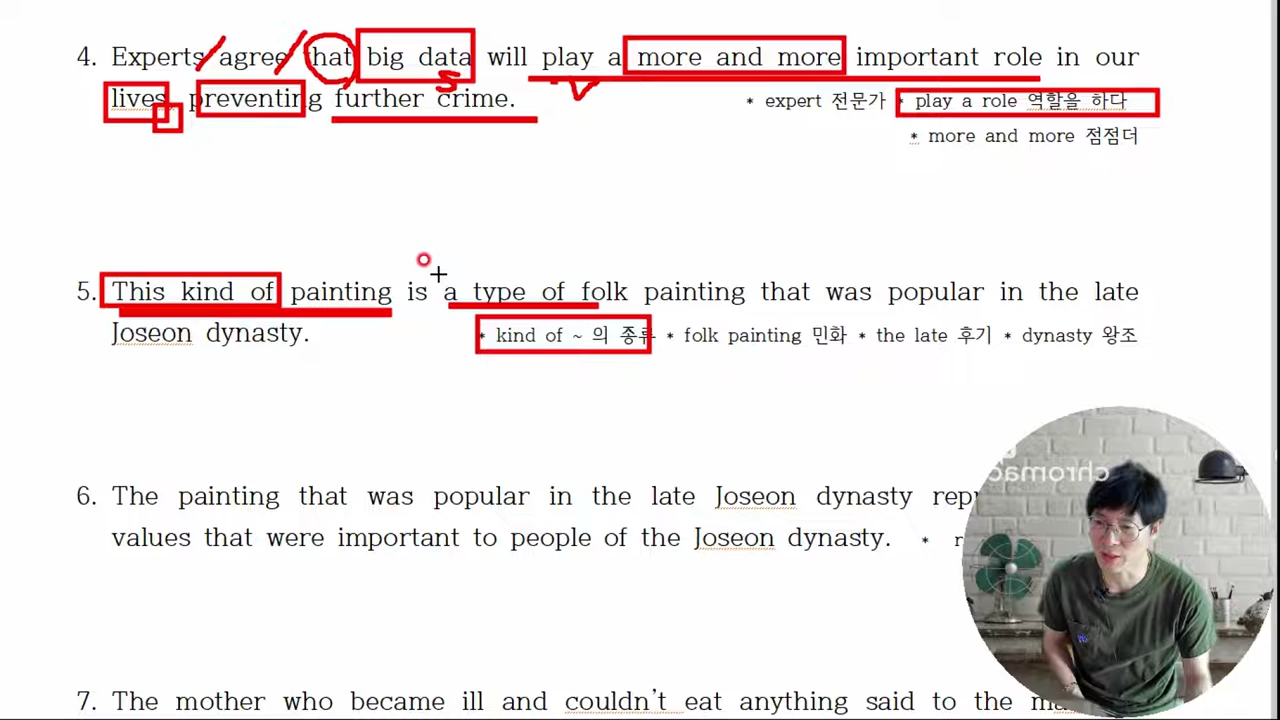 4. Experts agree that big data will play a more and more important role in our
lives, preventing further crime.
* expert 전문가 * play a role 역할을 하다
* more and more 점점더
5. This kind of painting is a type of folk painting that was popular in the late
Joseon dynasty.
* kind of ~ 의 종류 * folk painting 민화 * the late 후기 * dynasty 왕조
6. The painting that was popular in the late Joseon dynasty
values that were important to people of the Joseon dynasty. *
7. The mother who became ill and couldn't eat anything said to the